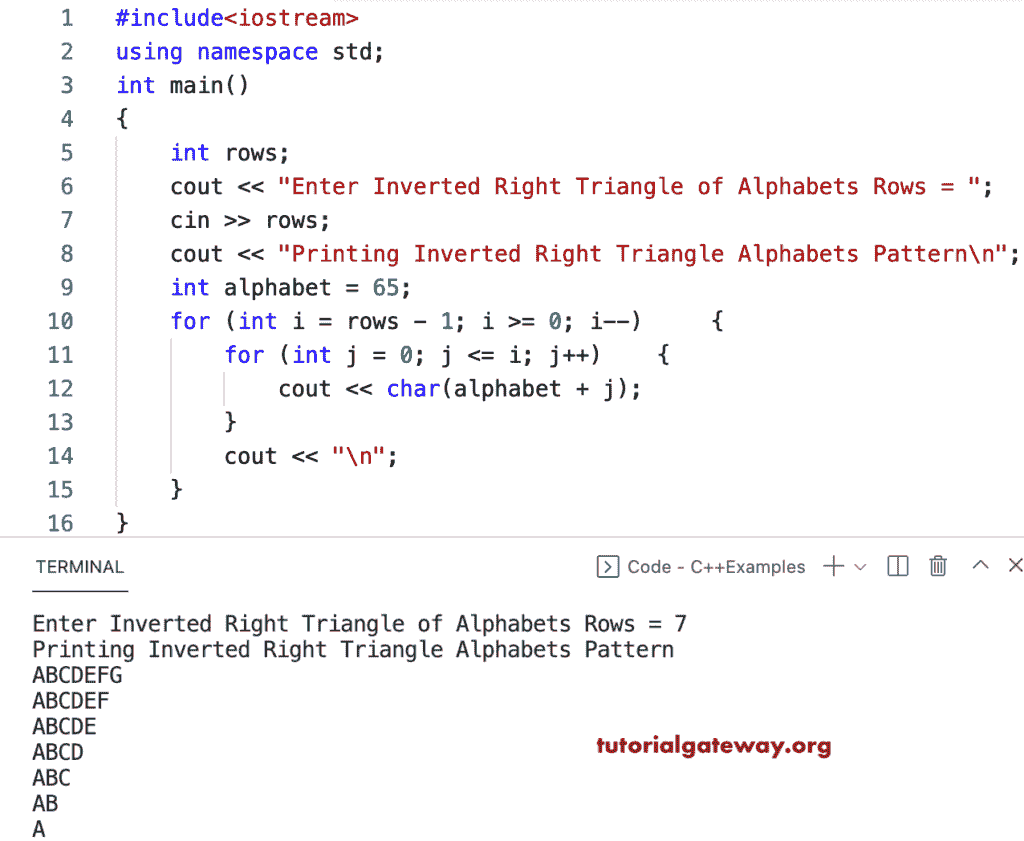 1 #include<iostream>
2 using namespace std;
3 int main()
4 {
5 int rows;
6 cout << "Enter Inverted Right Triangle of Alphabets Rows = ";
7 cin >> rows;
8 cout << "Printing Inverted Right Triangle Alphabets Pattern\n";
9 int alphabet = 65;
10 for (int i = rows - 1; i >= 0; i--) {
11 for (int j = 0; j <= i; j++) {
12 cout << char(alphabet + j);
13 }
14 cout << "\n";
15 }
16 }
TERMINAL Code - C++Examples
Enter Inverted Right Triangle of Alphabets Rows = 7
Printing Inverted Right Triangle Alphabets Pattern
ABCDEFG
ABCDEF
ABCDE
ABCD
tutorialgateway.org
ABC
AB
A